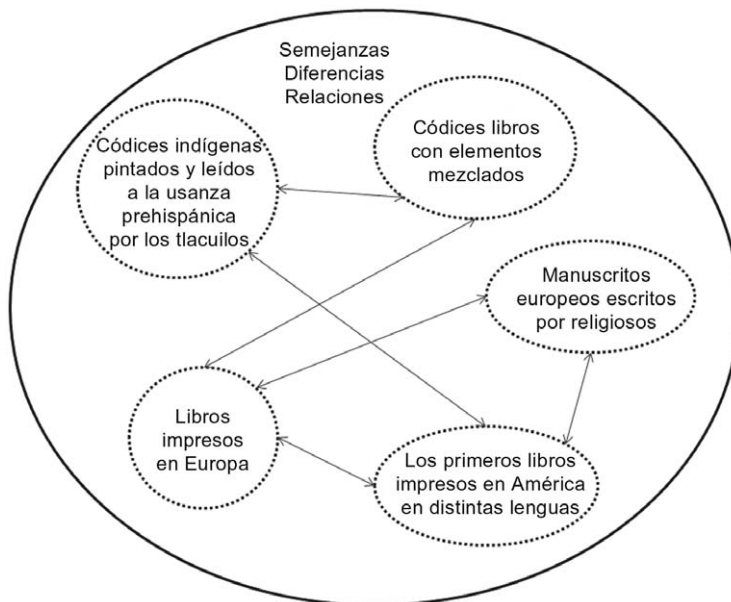 Semejanzas
Diferencias
Relaciones
Códices indígenas
pintados y leídos
a la usanza
prehispánica
por los tlacuilos
Códices libros
con elementos
mezclados
Manuscritos
europeos escritos
por religiosos
Libros
impresos
en Europa
Los primeros libros
impresos en América
en distintas lenguas